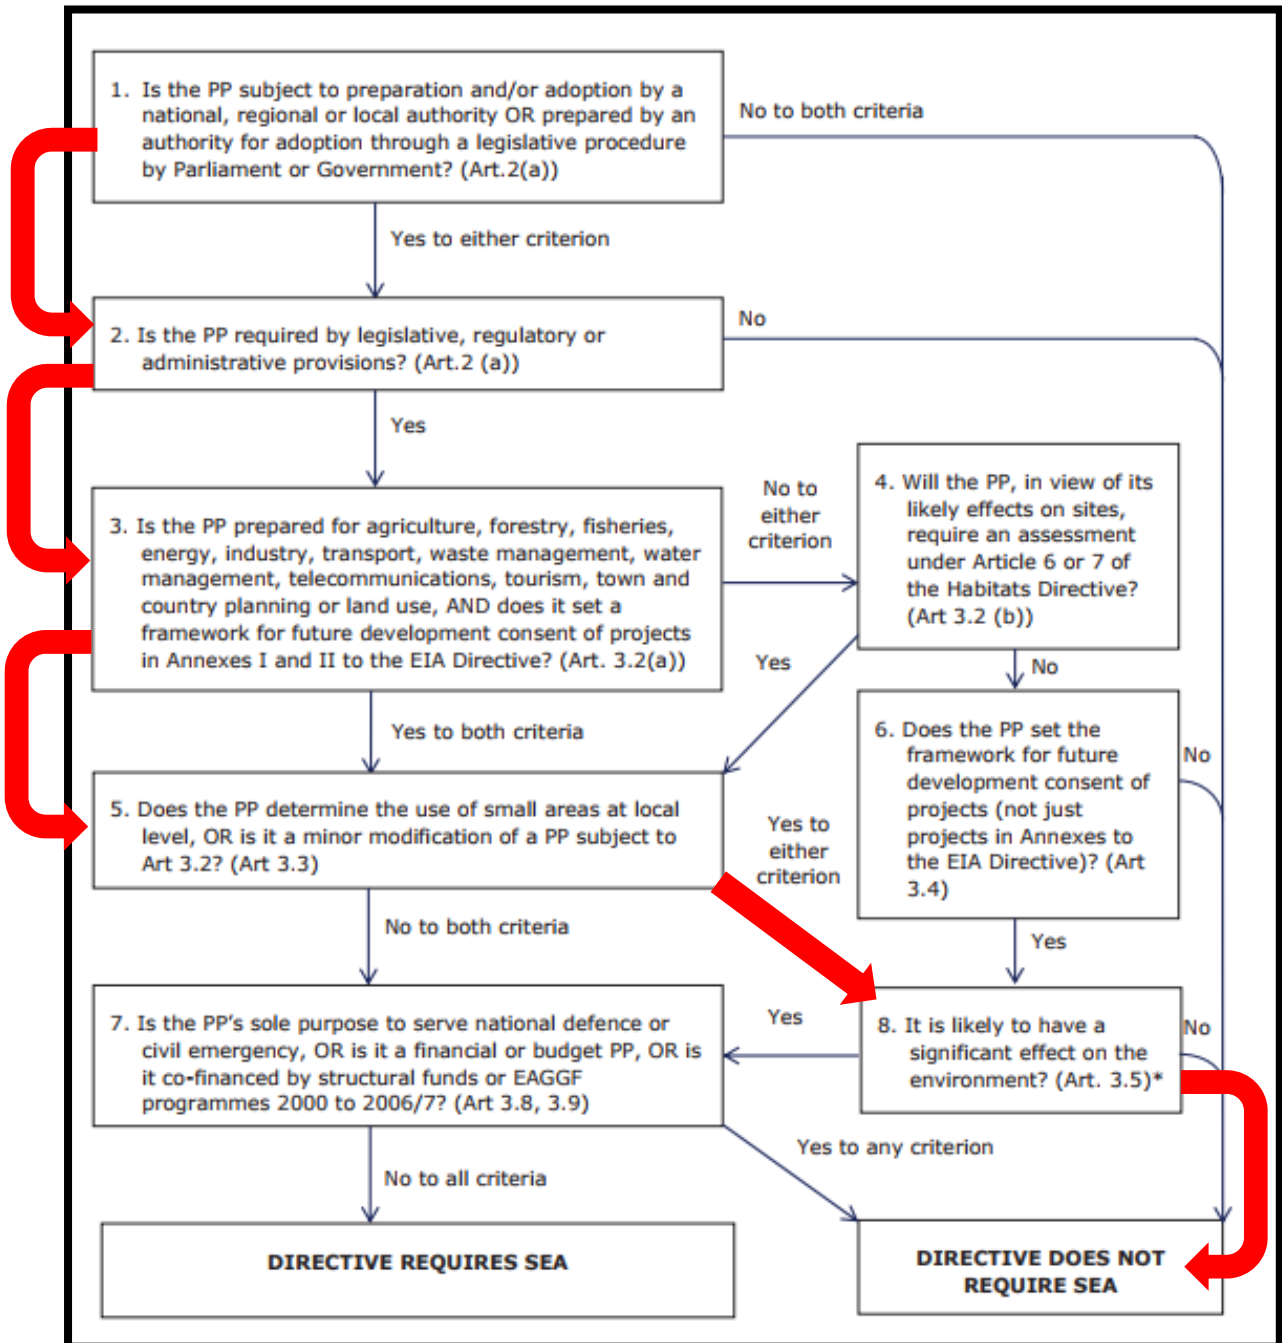 1. Is the PP subject to preparation and/or adoption by a
national, regional or local authority OR prepared by an
authority for adoption through a legislative procedure
by Parliament or Government? (Art.2(a))
No to both criteria
Yes to either criterion
2. Is the PP required by legislative, regulatory or
administrative provisions? (Art.2 (a))
No
Yes
3. Is the PP prepared for agriculture, forestry, fisheries,
energy, industry, transport, waste management, water
management, telecommunications, tourism, town and
country planning or land use, AND does it set a
framework for future development consent of projects
in Annexes I and II to the EIA Directive? (Art. 3.2(a))
No to
either
criterion
4. Will the PP, in view of its
likely effects on sites,
require an assessment
under Article 6 or 7 of
the Habitats Directive?
(Art 3.2 (b))
Yes
No
Yes to both criteria
6. Does the PP set the
framework for future
development consent of
projects (not just
projects in Annexes to
the EIA Directive)? (Art
3.4)
No
5. Does the PP determine the use of small areas at local
level, OR is it a minor modification of a PP subject to
Art 3.2? (Art 3.3)
Yes to
either
criterion
No to both criteria
Yes
7. Is the PP's sole purpose to serve national defence or
civil emergency, OR is it a financial or budget PP, OR is
it co-financed by structural funds or EAGGF
programmes 2000 to 2006/7? (Art 3.8, 3.9)
Yes
8. It is likely to have a
significant effect on the
environment? (Art. 3.5)*
No
Yes to any criterion
No to all criteria
DIRECTIVE REQUIRES SEA
DIRECTIVE DOES NOT
REQUIRE SEA